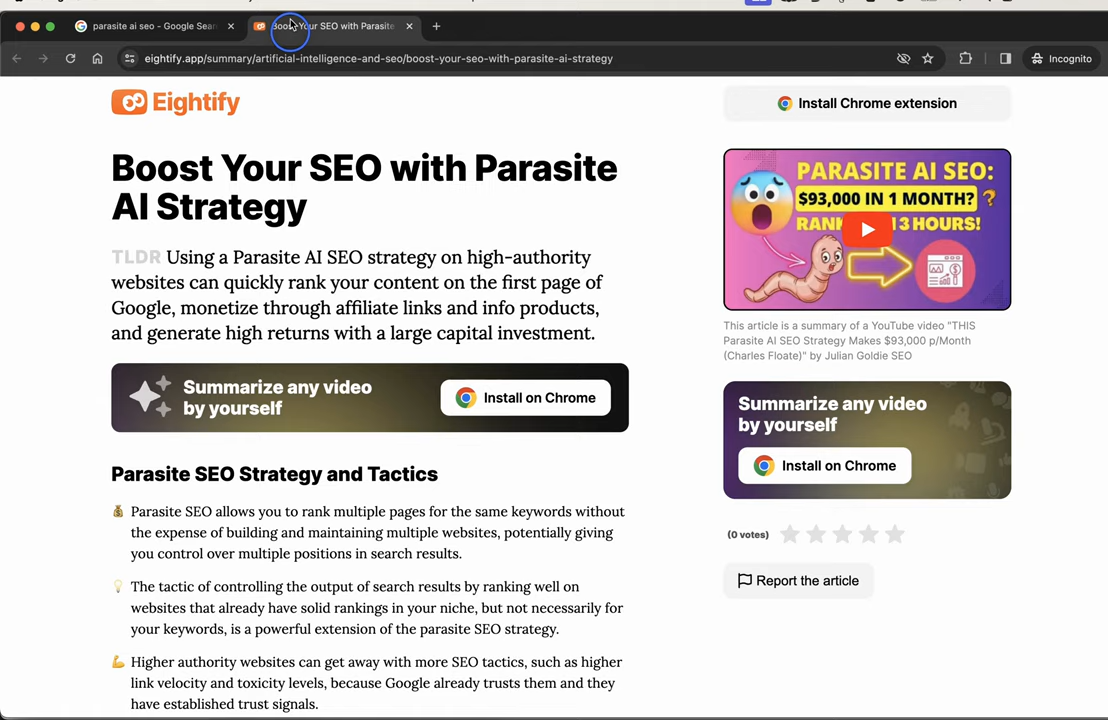 parasite ai seo - Google Sear
Boost Your SEO with Parasite
eightify.app/summary/artificial-intelligence-and-seo/boost-your-seo-with-parasite-ai-strategy
Incognito
Eightify
Install Chrome extension
Boost Your SEO with Parasite
AI Strategy
TLDR Using a Parasite AI SEO strategy on high-authority
websites can quickly rank your content on the first page of
Google, monetize through affiliate links and info products,
and generate high returns with a large capital investment.
Summarize any video
by yourself
Install on Chrome
Parasite SEO Strategy and Tactics
💰 Parasite SEO allows you to rank multiple pages for the same keywords without
the expense of building and maintaining multiple websites, potentially giving
you control over multiple positions in search results.
💡 The tactic of controlling the output of search results by ranking well on
websites that already have solid rankings in your niche, but not necessarily for
your keywords, is a powerful extension of the parasite SEO strategy.
💪 Higher authority websites can get away with more SEO tactics, such as higher
link velocity and toxicity levels, because Google already trusts them and they
have established trust signals.
PARASITE AI SEO:
$93,000 IN 1 MONTH?
RAN 3 HOURS!
This article is a summary of a YouTube video "THIS
Parasite AI SEO Strategy Makes $93,000 p/Month
(Charles Floate)" by Julian Goldie SEO
Summarize any video
by yourself
Install on Chrome
(0 votes)
Report the article